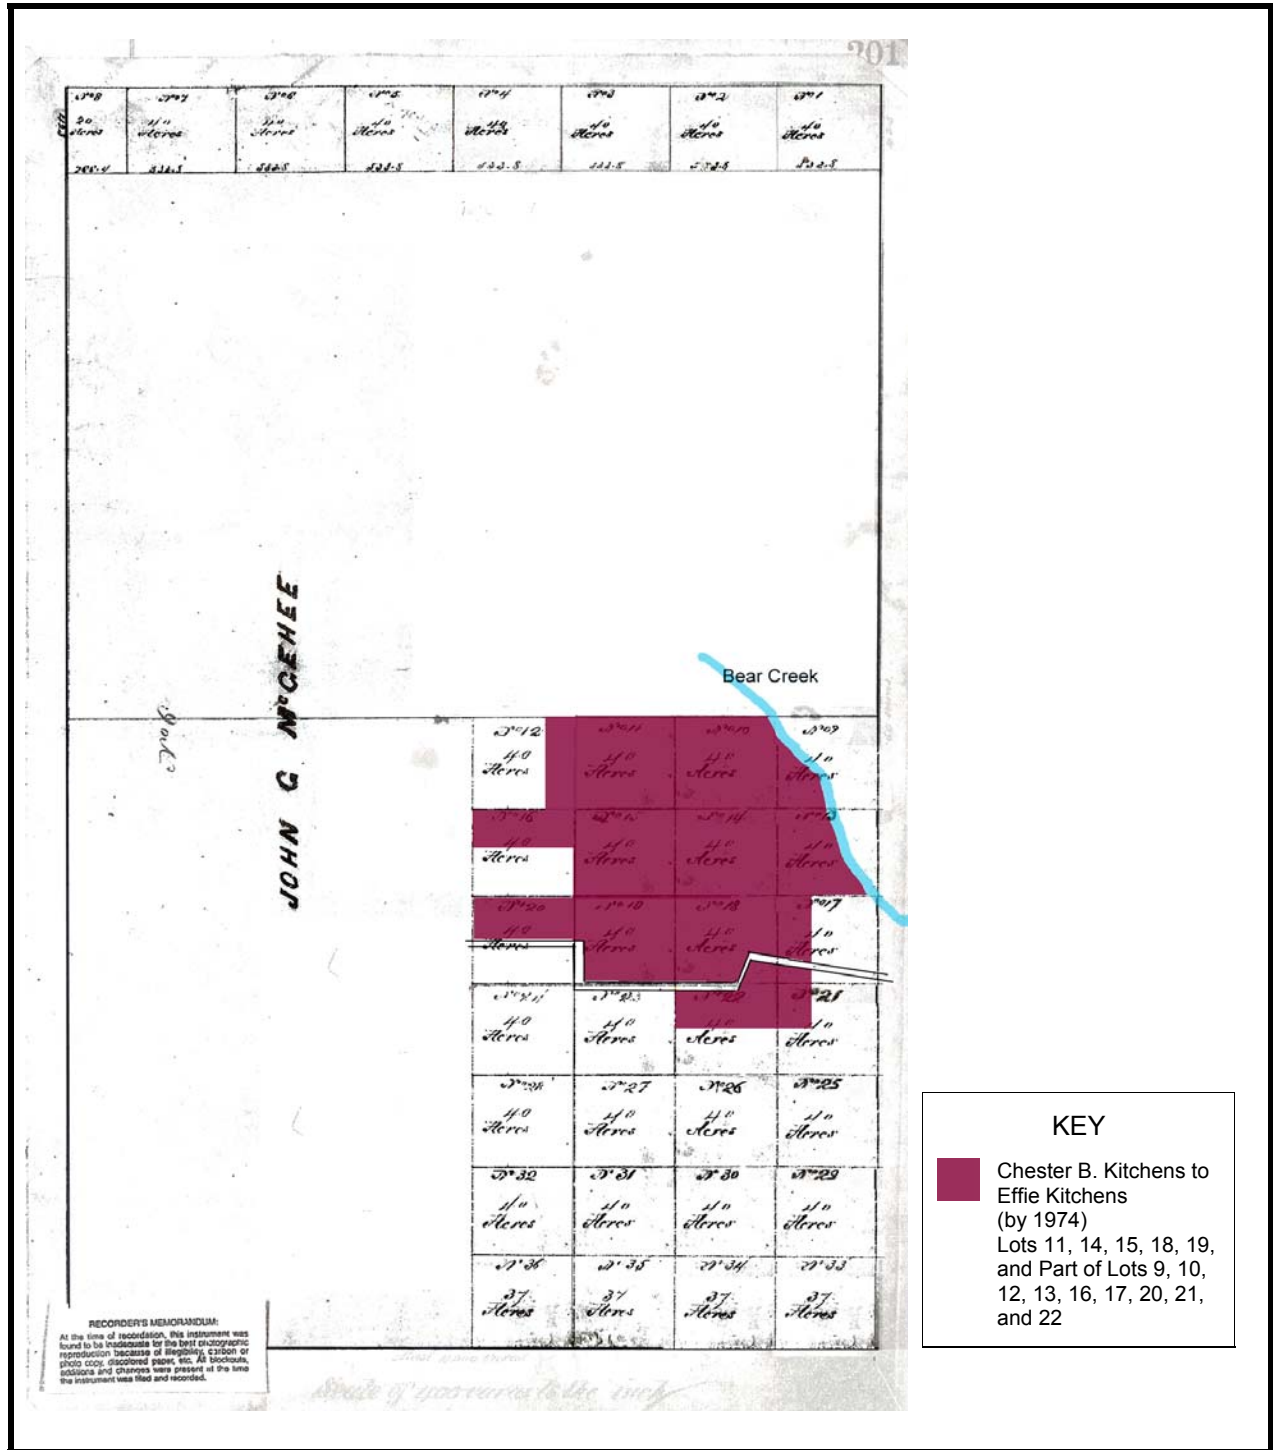 201
No 8 No 7 No 6 No 5 No 4 No 3 No 2 No 1
20 40 40 40 40 40 40 40
Acres Acres Acres Acres Acres Acres Acres Acres
JOHN G McGEHEE
Bear Creek
No 12 No 11 No 10 No 9
40 40 40 40
Acres Acres Acres Acres
No 16 No 15 No 14 No 13
40 40 40 40
Acres Acres Acres Acres
No 20 No 19 No 18 No 17
40 40 40 40
Acres Acres Acres Acres
No 24 No 23 No 22 No 21
40 40 40 40
Acres Acres Acres Acres
No 28 No 27 No 26 No 25
40 40 40 40
Acres Acres Acres Acres
No 32 No 31 No 30 No 29
40 40 40 40
Acres Acres Acres Acres
No 36 No 35 No 34 No 33
37 37 37 37
Acres Acres Acres Acres
RECORDER'S MEMORANDUM:
At the time of recordation, this instrument was
found to be inadequate for the best photographic
reproduction because of illegibility, carbon or
photo copy, discolored paper, etc. All blockouts,
additions and changes were present at the time
the instrument was filed and recorded.
Scale of 400 varas to the inch
KEY
Chester B. Kitchens to
Effie Kitchens
(by 1974)
Lots 11, 14, 15, 18, 19,
and Part of Lots 9, 10,
12, 13, 16, 17, 20, 21,
and 22